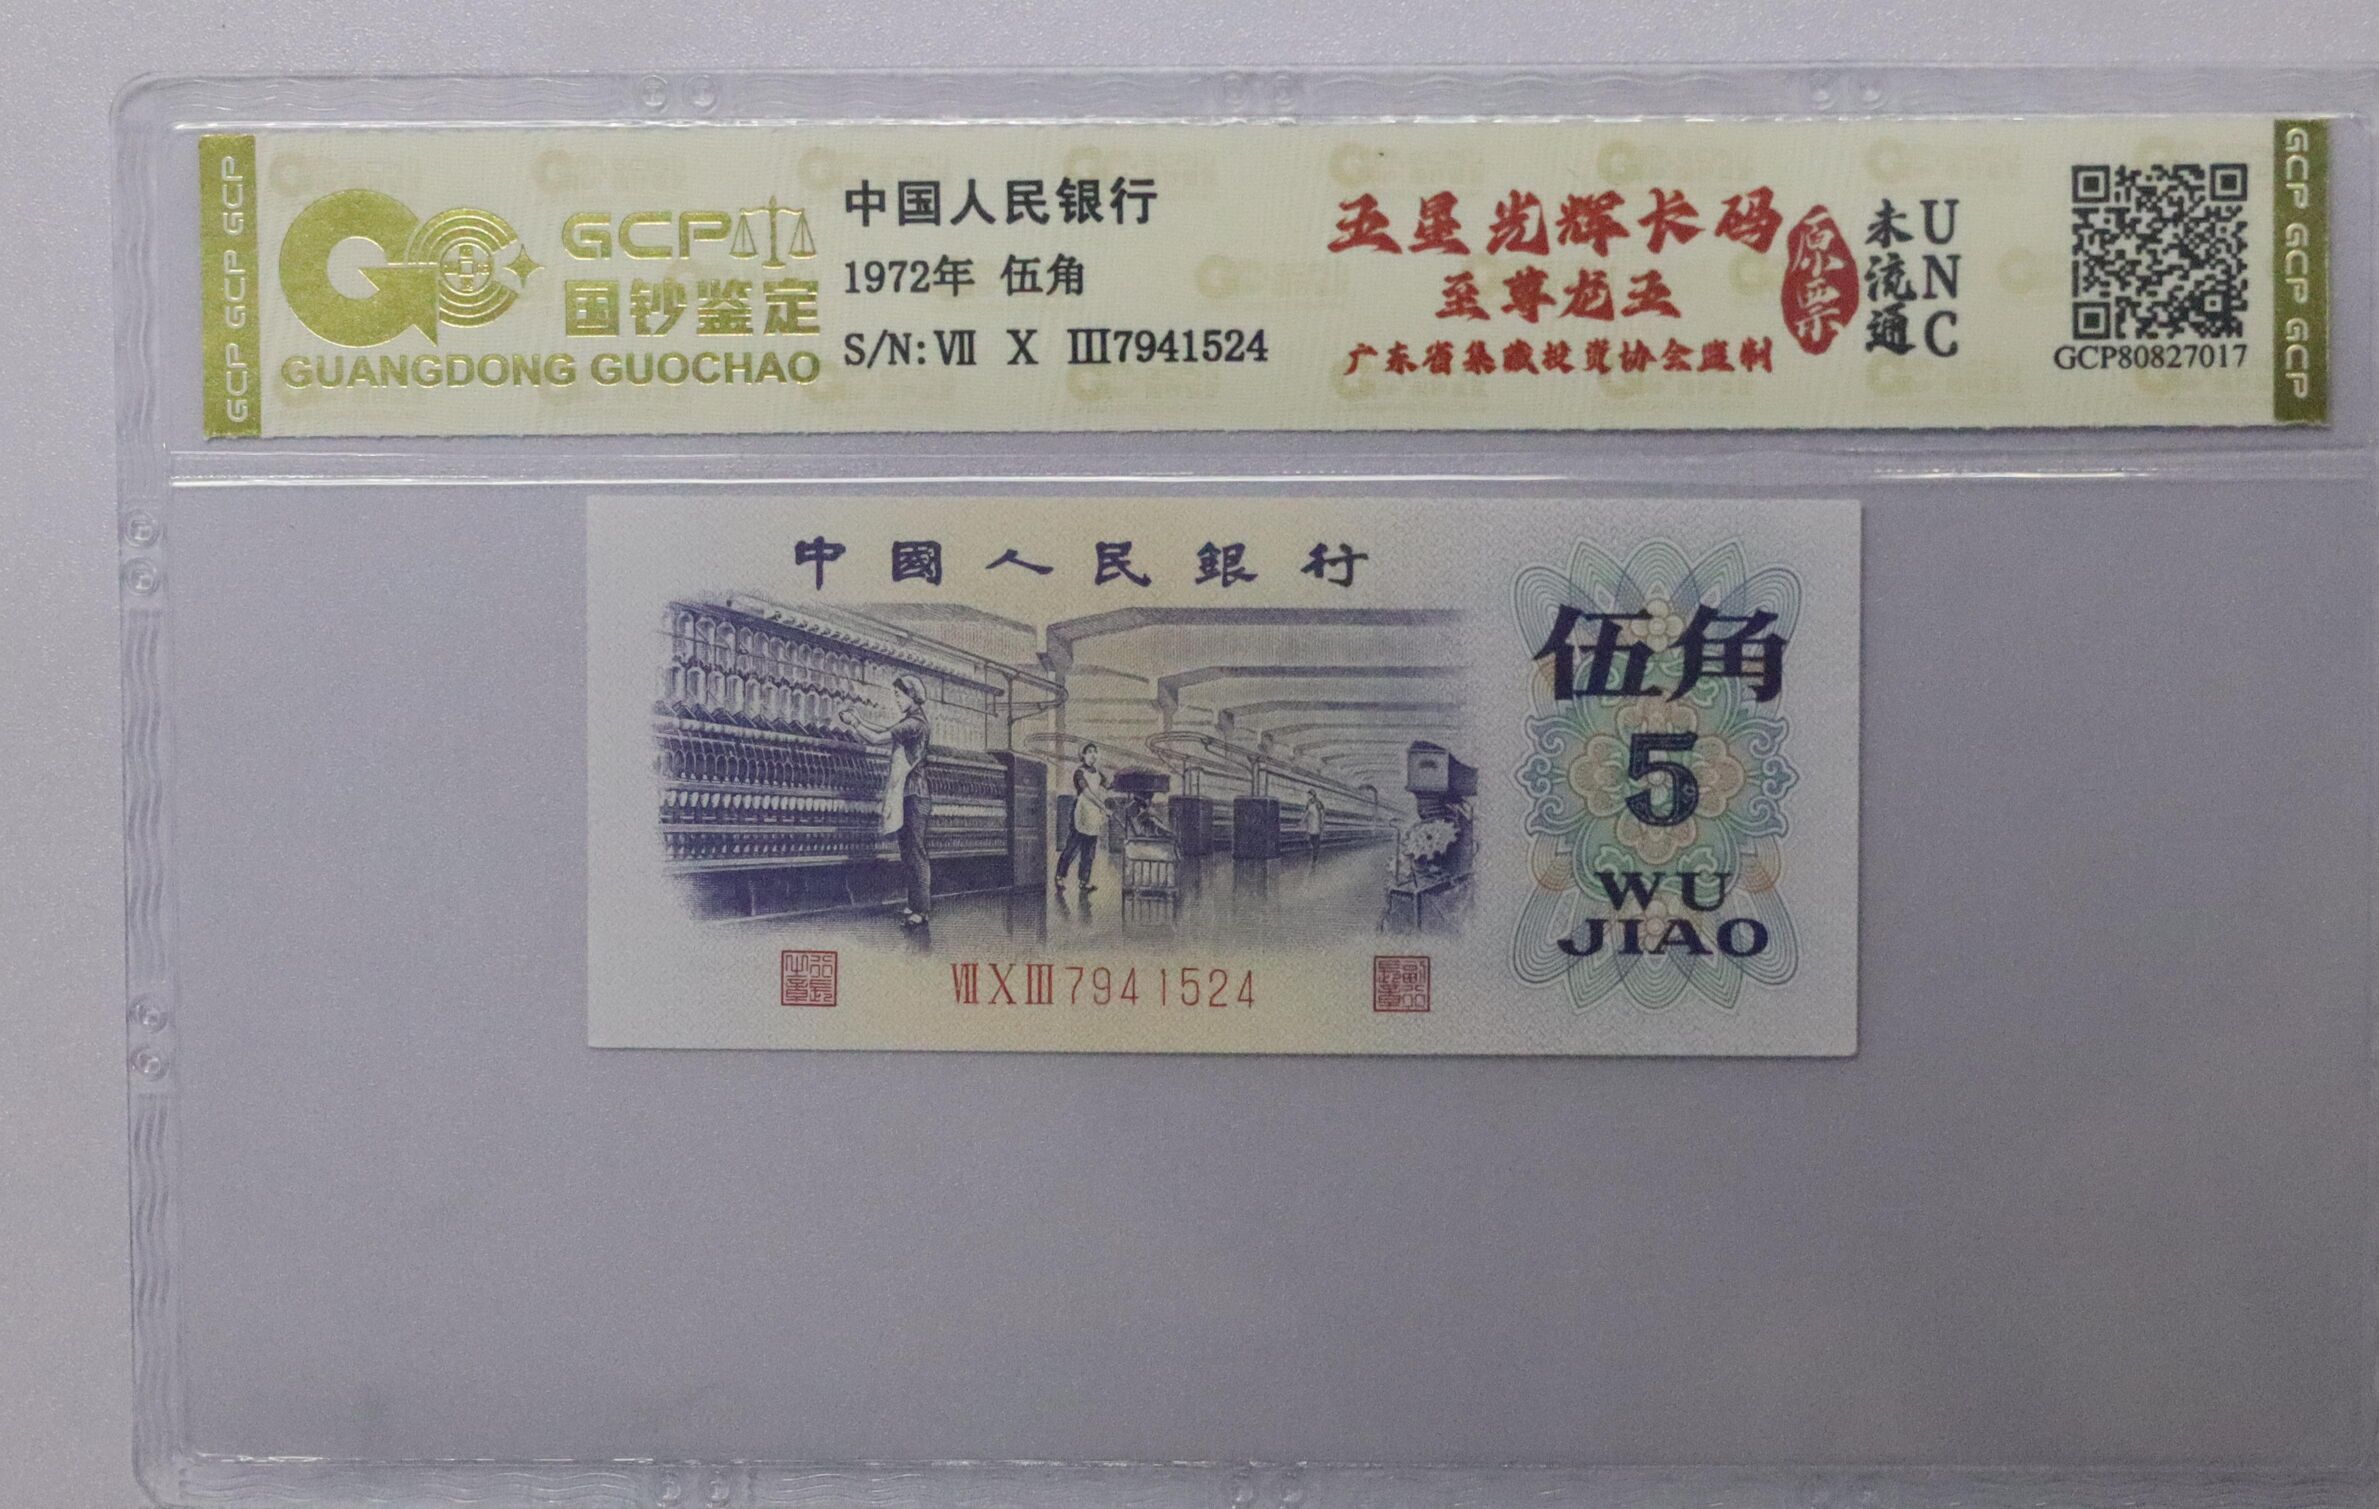 GCP GCP GCP
GCP
国钞鉴定
GUANGDONG GUOCHAO
中国人民银行
1972年 伍角
S/N: Ⅶ X Ⅲ7941524
五星光辉长码
至尊龙王
广东省集藏投资协会监制
原票
未流通
UNC
GCP80827017
GCP GCP GCP
中國人民銀行
伍角
5
WU
JIAO
ⅦXⅢ7941524